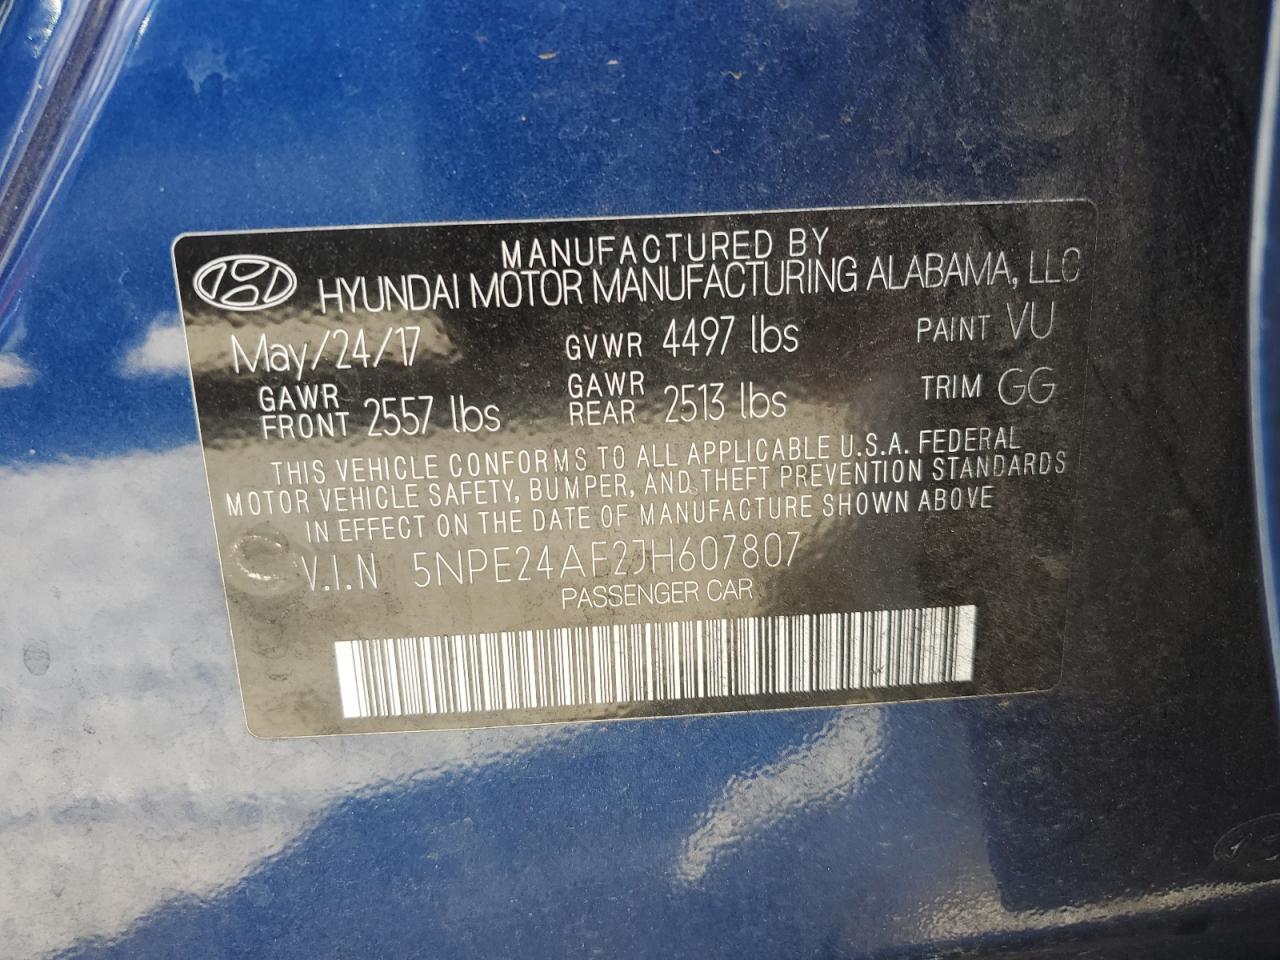 MANUFACTURED BY
HYUNDAI MOTOR MANUFACTURING ALABAMA, LLC
May/24/17 GVWR 4497 lbs PAINT VU
GAWR FRONT 2557 lbs GAWR REAR 2513 lbs TRIM GG
THIS VEHICLE CONFORMS TO ALL APPLICABLE U.S.A. FEDERAL
MOTOR VEHICLE SAFETY, BUMPER, AND THEFT PREVENTION STANDARDS
IN EFFECT ON THE DATE OF MANUFACTURE SHOWN ABOVE
V.I.N 5NPE24AF2JH607807
PASSENGER CAR